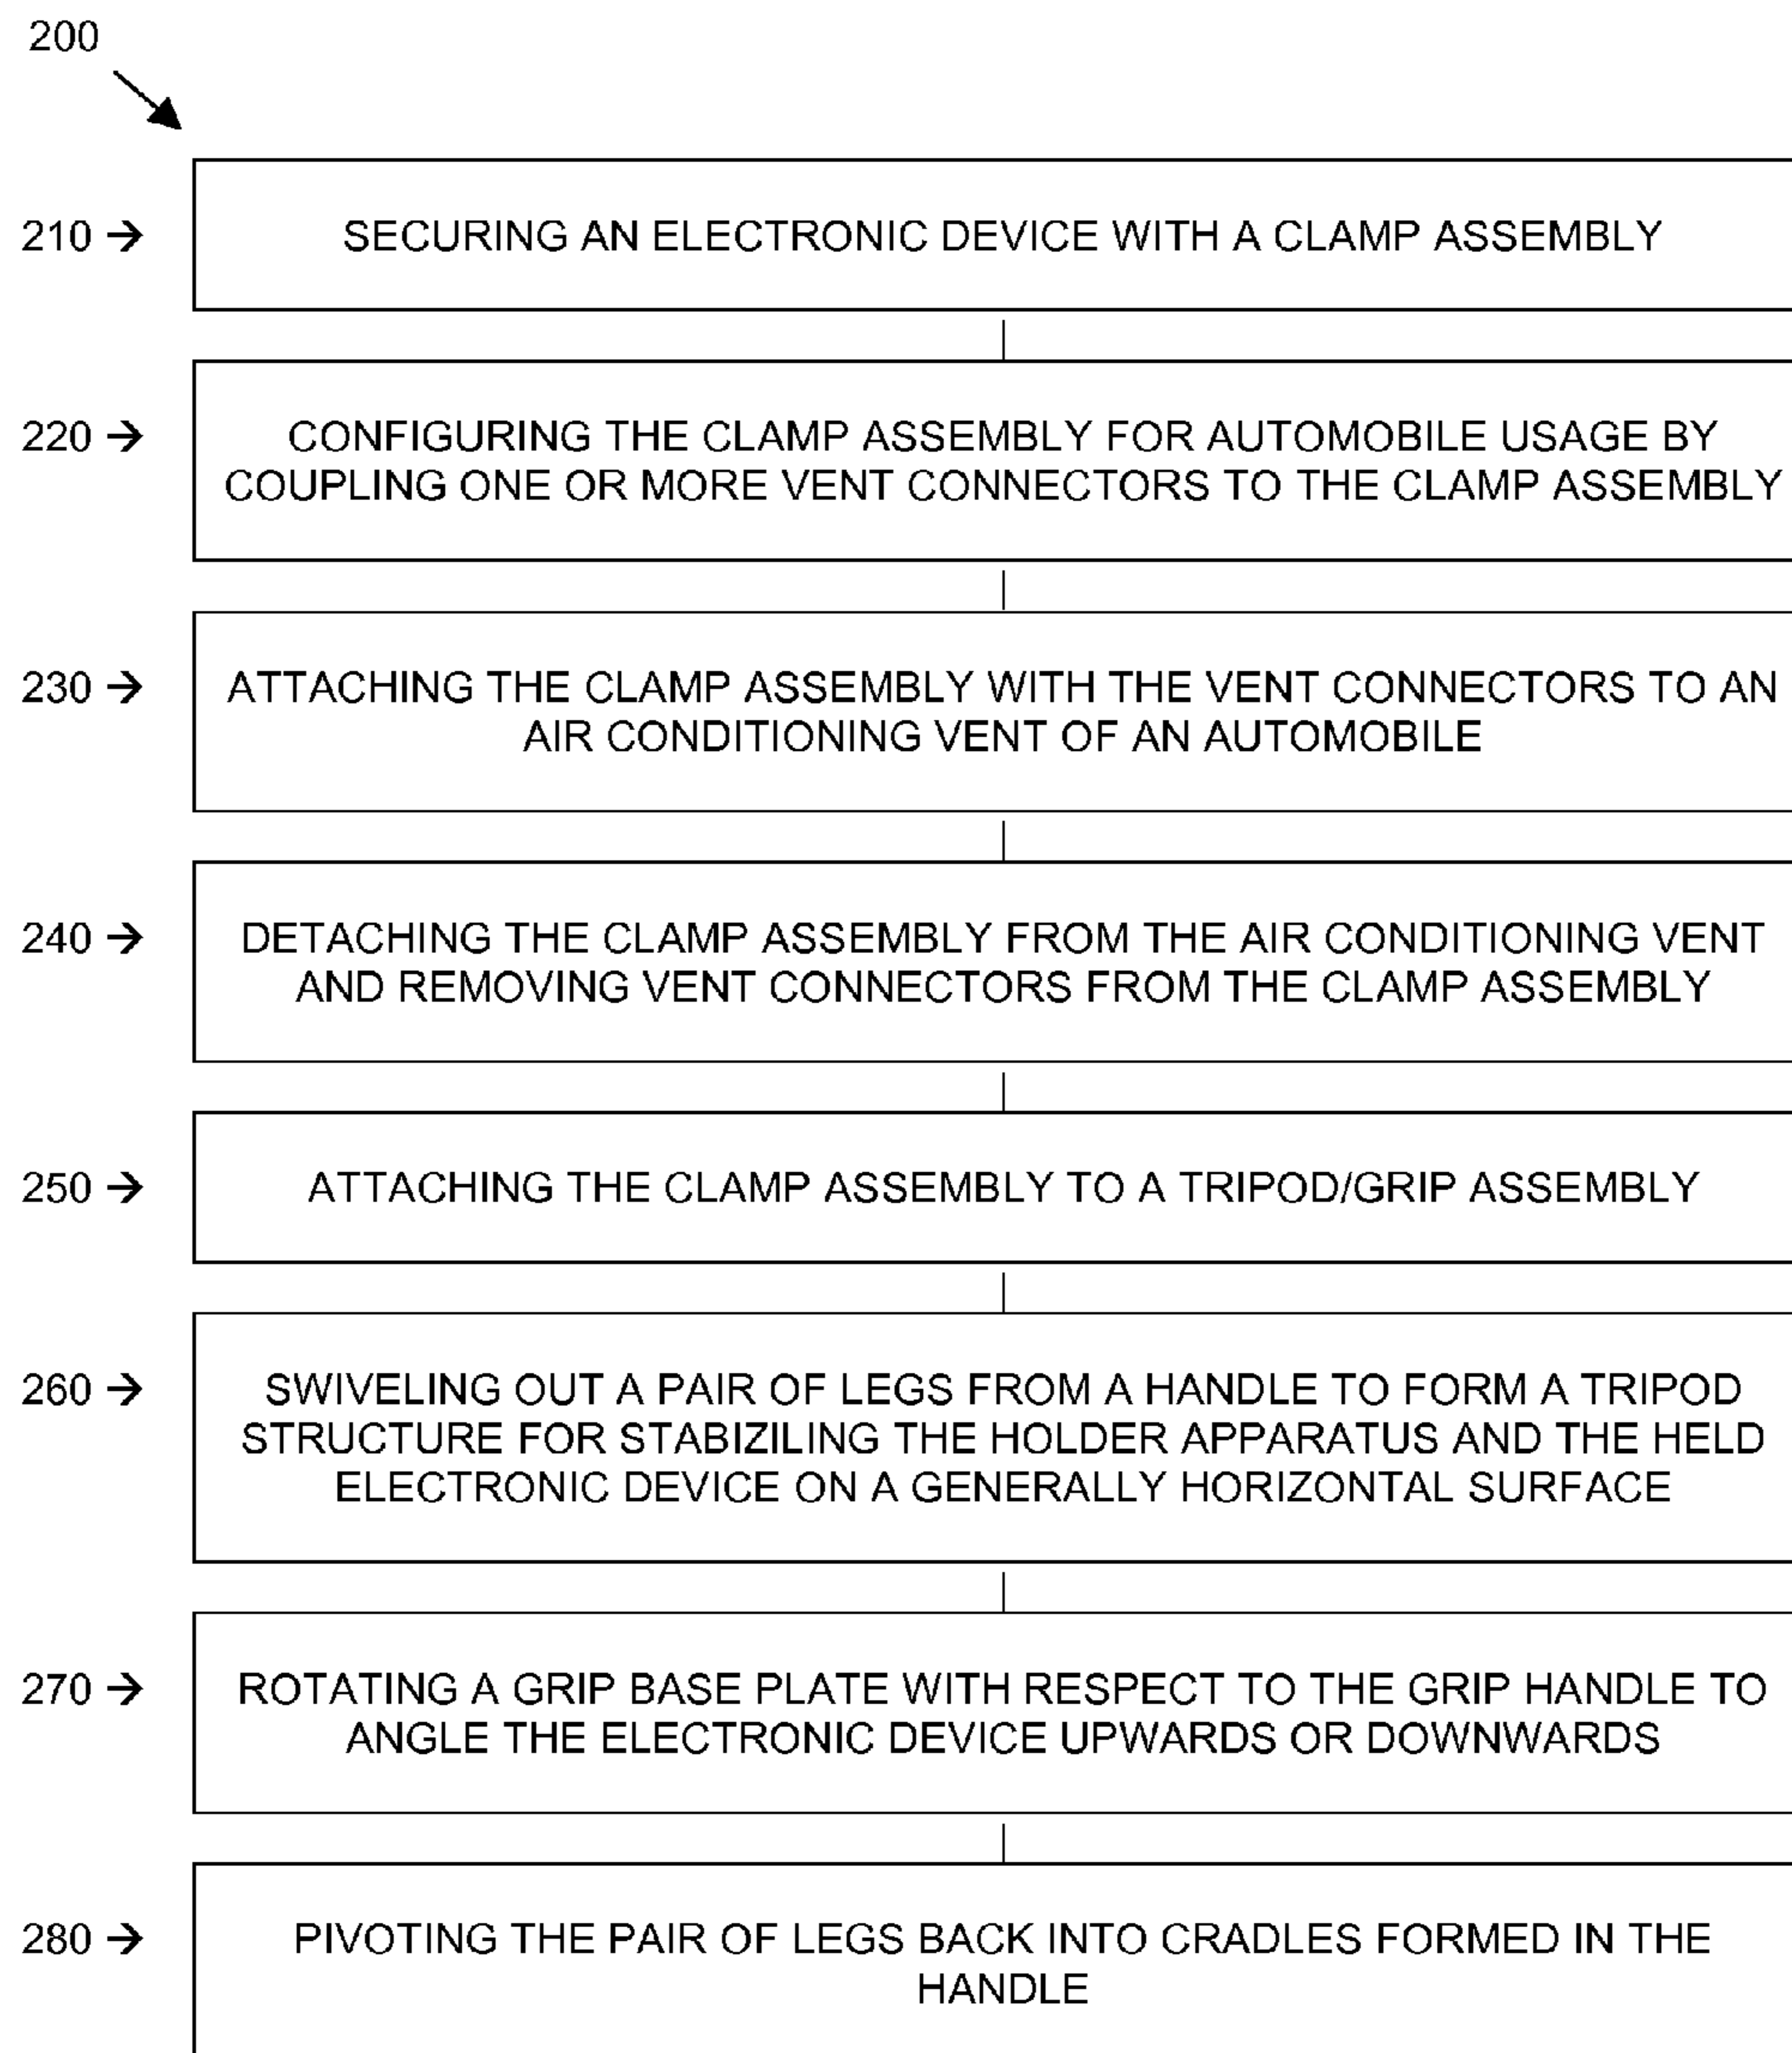 200
210 → SECURING AN ELECTRONIC DEVICE WITH A CLAMP ASSEMBLY
220 → CONFIGURING THE CLAMP ASSEMBLY FOR AUTOMOBILE USAGE BY
COUPLING ONE OR MORE VENT CONNECTORS TO THE CLAMP ASSEMBLY
230 → ATTACHING THE CLAMP ASSEMBLY WITH THE VENT CONNECTORS TO AN
AIR CONDITIONING VENT OF AN AUTOMOBILE
240 → DETACHING THE CLAMP ASSEMBLY FROM THE AIR CONDITIONING VENT
AND REMOVING VENT CONNECTORS FROM THE CLAMP ASSEMBLY
250 → ATTACHING THE CLAMP ASSEMBLY TO A TRIPOD/GRIP ASSEMBLY
260 → SWIVELING OUT A PAIR OF LEGS FROM A HANDLE TO FORM A TRIPOD
STRUCTURE FOR STABIZILING THE HOLDER APPARATUS AND THE HELD
ELECTRONIC DEVICE ON A GENERALLY HORIZONTAL SURFACE
270 → ROTATING A GRIP BASE PLATE WITH RESPECT TO THE GRIP HANDLE TO
ANGLE THE ELECTRONIC DEVICE UPWARDS OR DOWNWARDS
280 → PIVOTING THE PAIR OF LEGS BACK INTO CRADLES FORMED IN THE
HANDLE